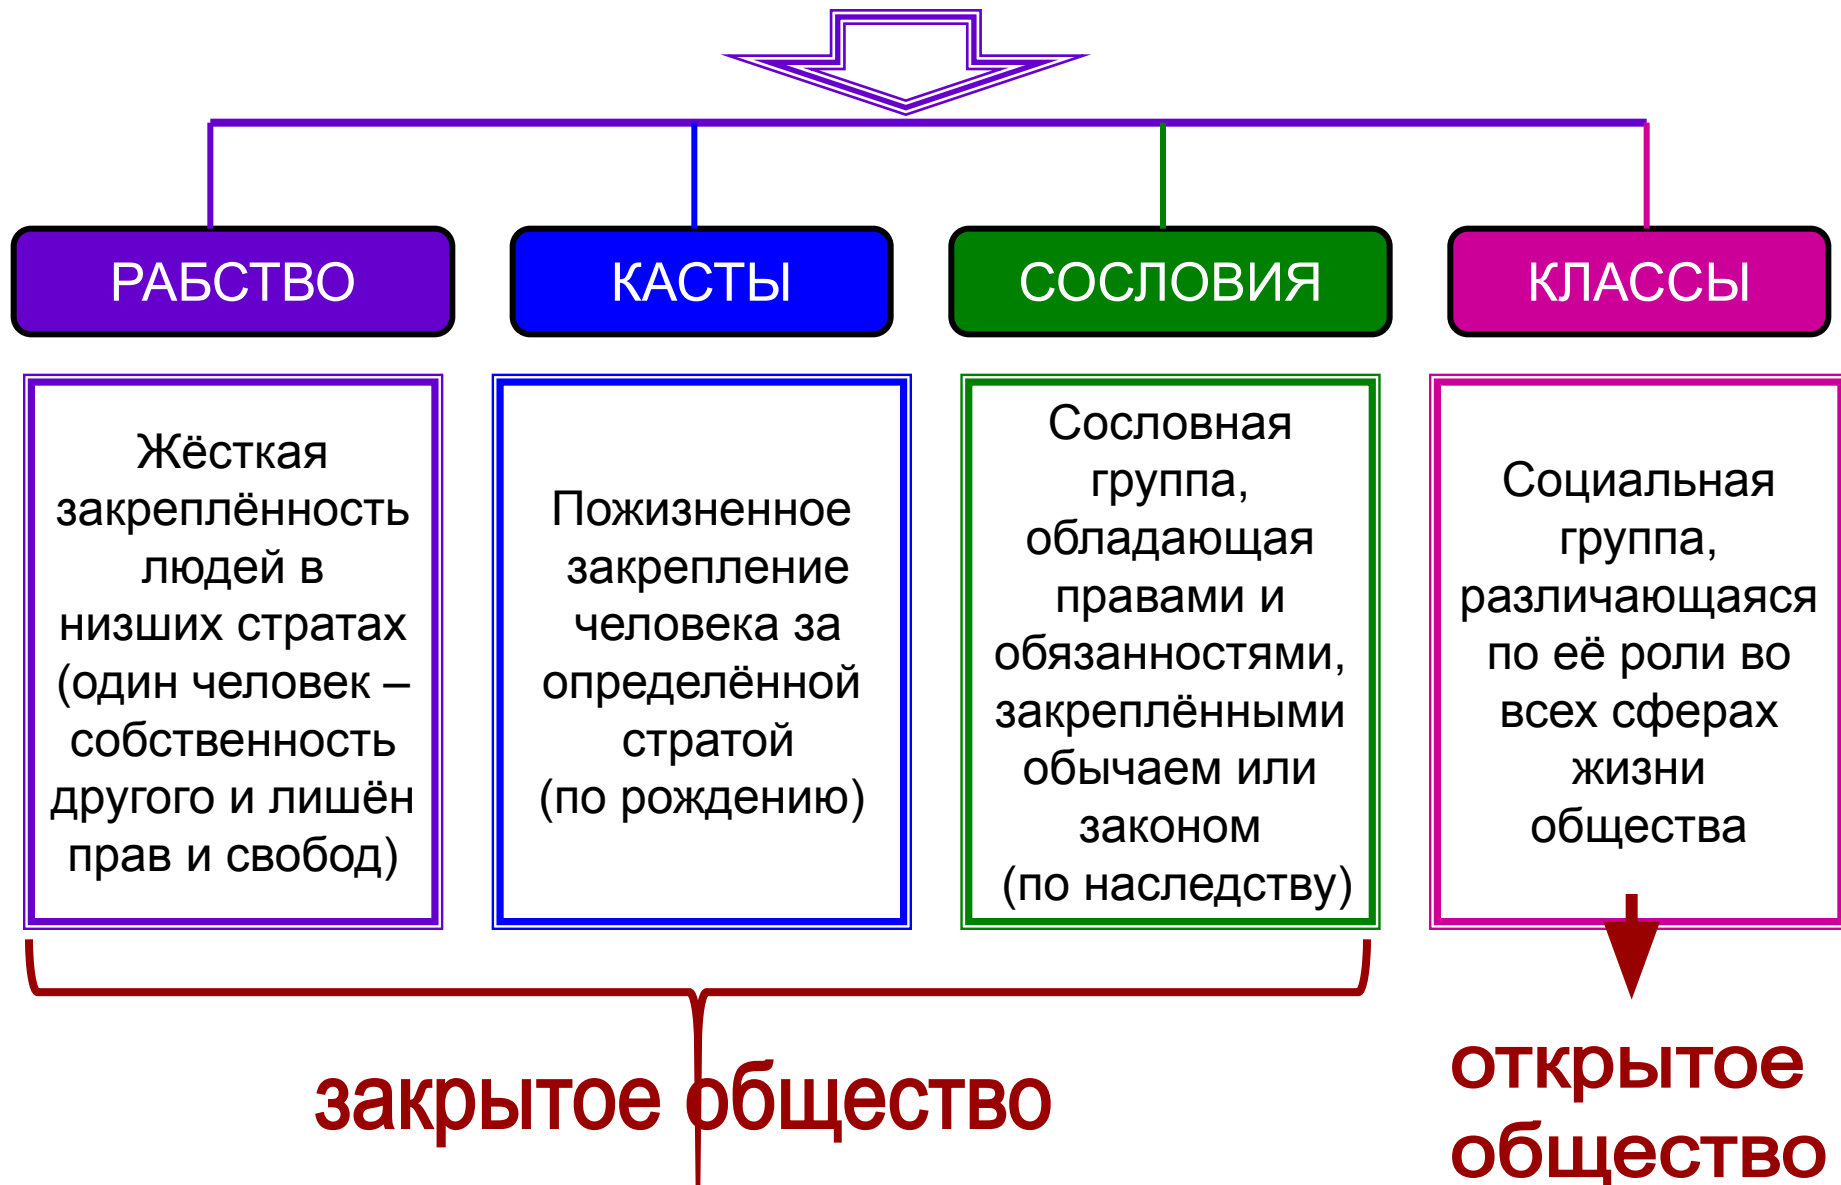 РАБСТВО
КАСТЫ
СОСЛОВИЯ
КЛАССЫ
Жёсткая
закреплённость
людей в
низших стратах
(один человек –
собственность
другого и лишён
прав и свобод)
Пожизненное
закрепление
человека за
определённой
стратой
(по рождению)
Сословная
группа,
обладающая
правами и
обязанностями,
закреплёнными
обычаем или
законом
(по наследству)
Социальная
группа,
различающаяся
по её роли во
всех сферах
жизни
общества
закрытое общество
открытое
общество